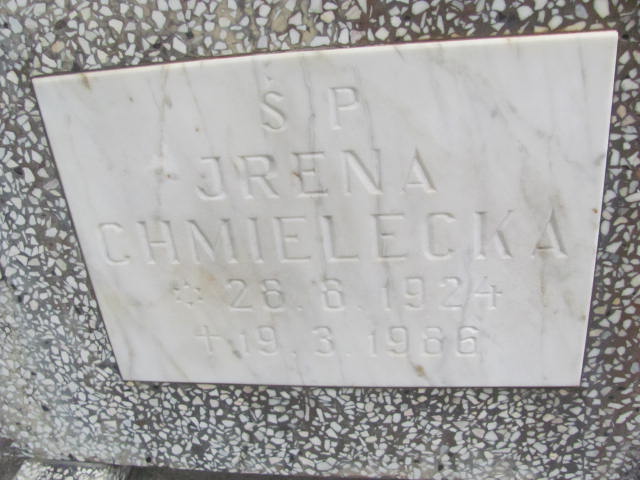 Ś P
JRENA
CHMIELECKA
* 28.8.1924
† 19.3.1986